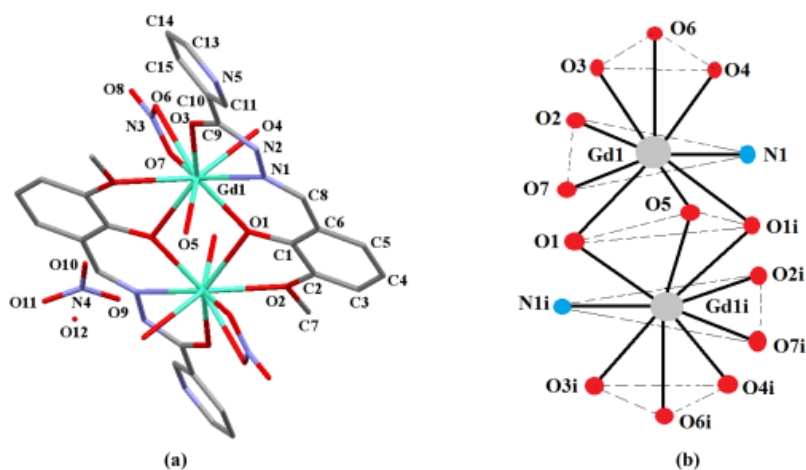 C14
C13
C15
N5
O8
O6
C10
C11
N3
O3
C9
O4
N2
O7
N1
Gd1
C8
O1
C6
O5
C1
C5
O10
C2
C4
O11
N4
O9
O2
C3
O12
C7
(a)
O6
O3
O4
O2
Gd1
N1
O7
O5
O1
O1i
O2i
N1i
Gd1i
O7i
O3i
O4i
O6i
(b)